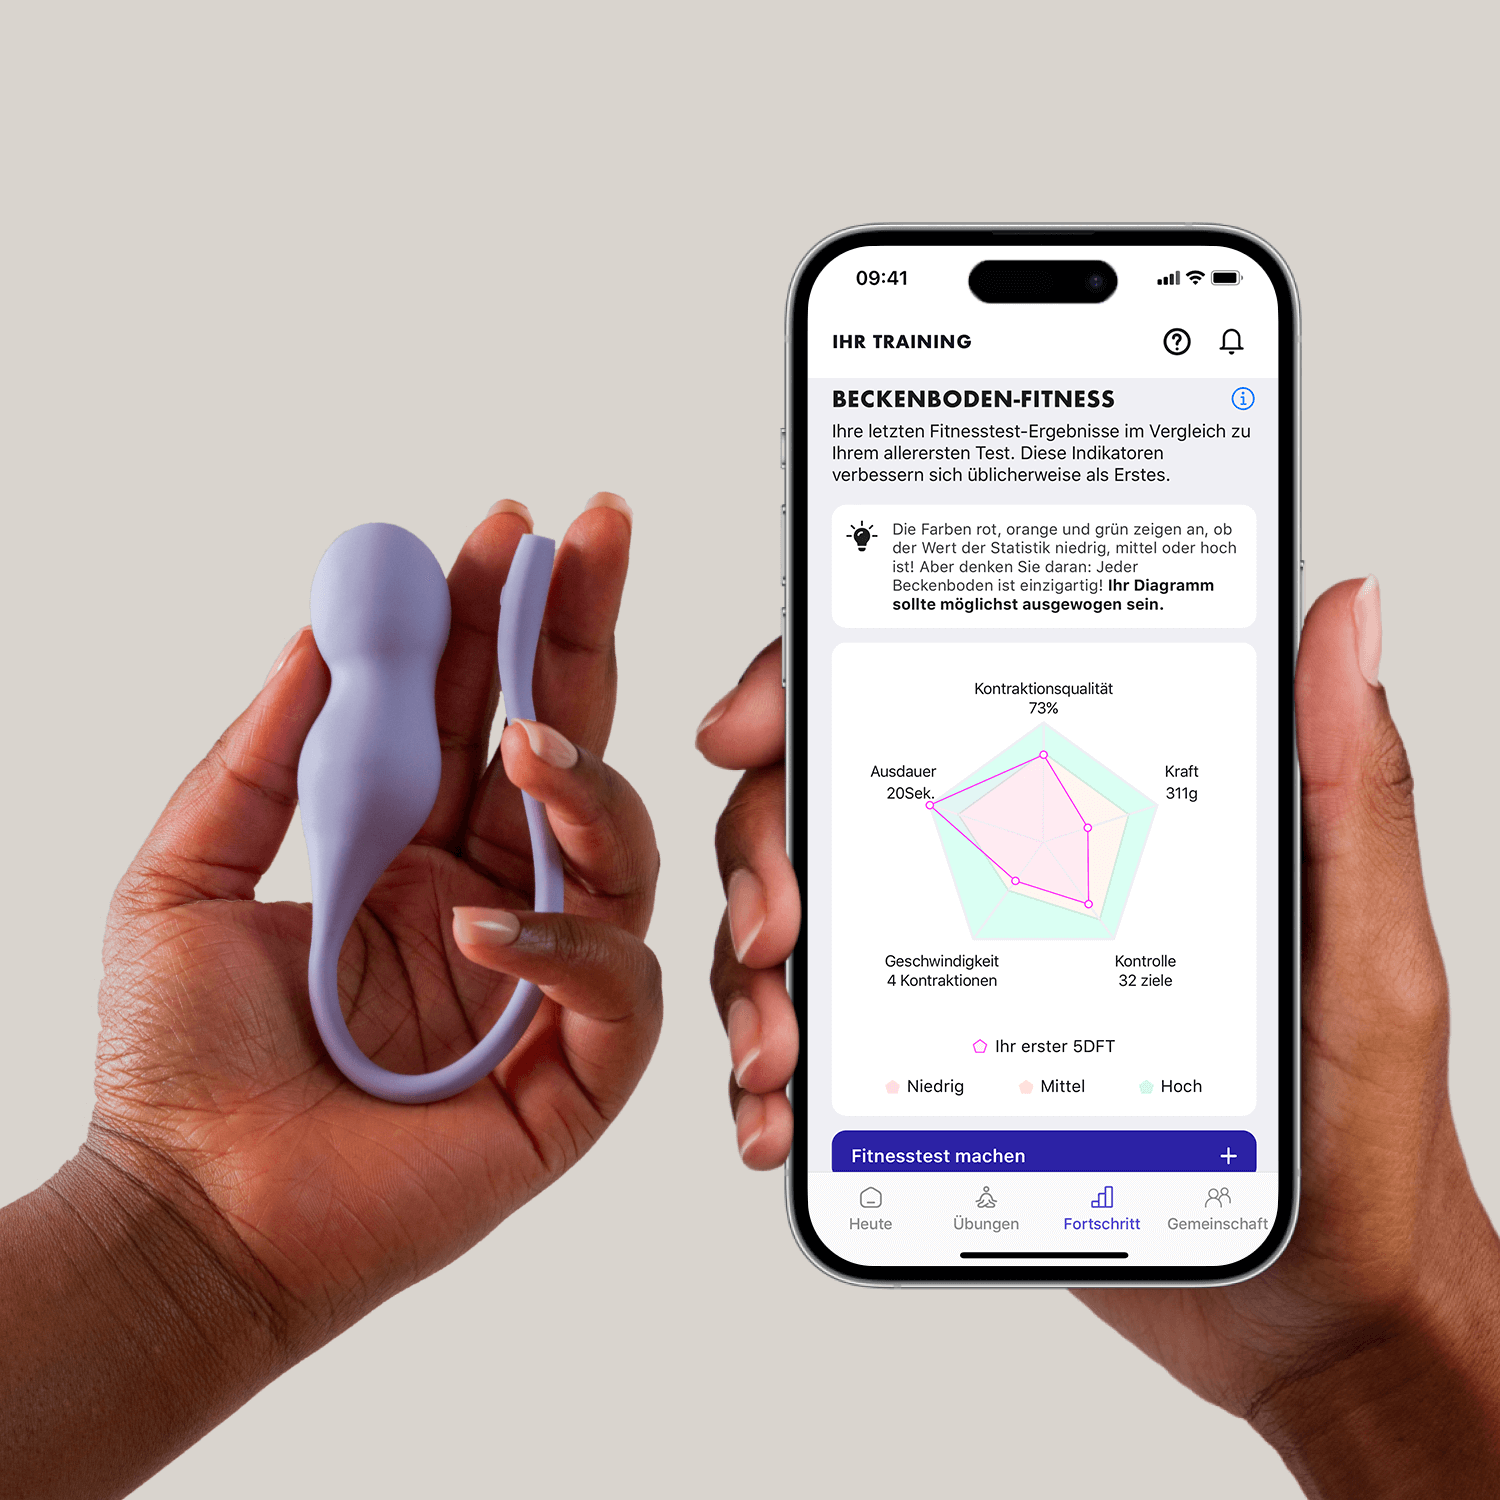 09:41
IHR TRAINING
BECKENBODEN-FITNESS
Ihre letzten Fitnesstest-Ergebnisse im Vergleich zu
Ihrem allerersten Test. Diese Indikatoren
verbessern sich üblicherweise als Erstes.
Die Farben rot, orange und grün zeigen an, ob
der Wert der Statistik niedrig, mittel oder hoch
ist! Aber denken Sie daran: Jeder
Beckenboden ist einzigartig! Ihr Diagramm
sollte möglichst ausgewogen sein.
Kontraktionsqualität
73%
Ausdauer
20Sek.
Kraft
311g
Geschwindigkeit
4 Kontraktionen
Kontrolle
32 ziele
Ihr erster 5DFT
Niedrig Mittel Hoch
Fitnesstest machen
Heute Übungen Fortschritt Gemeinschaft